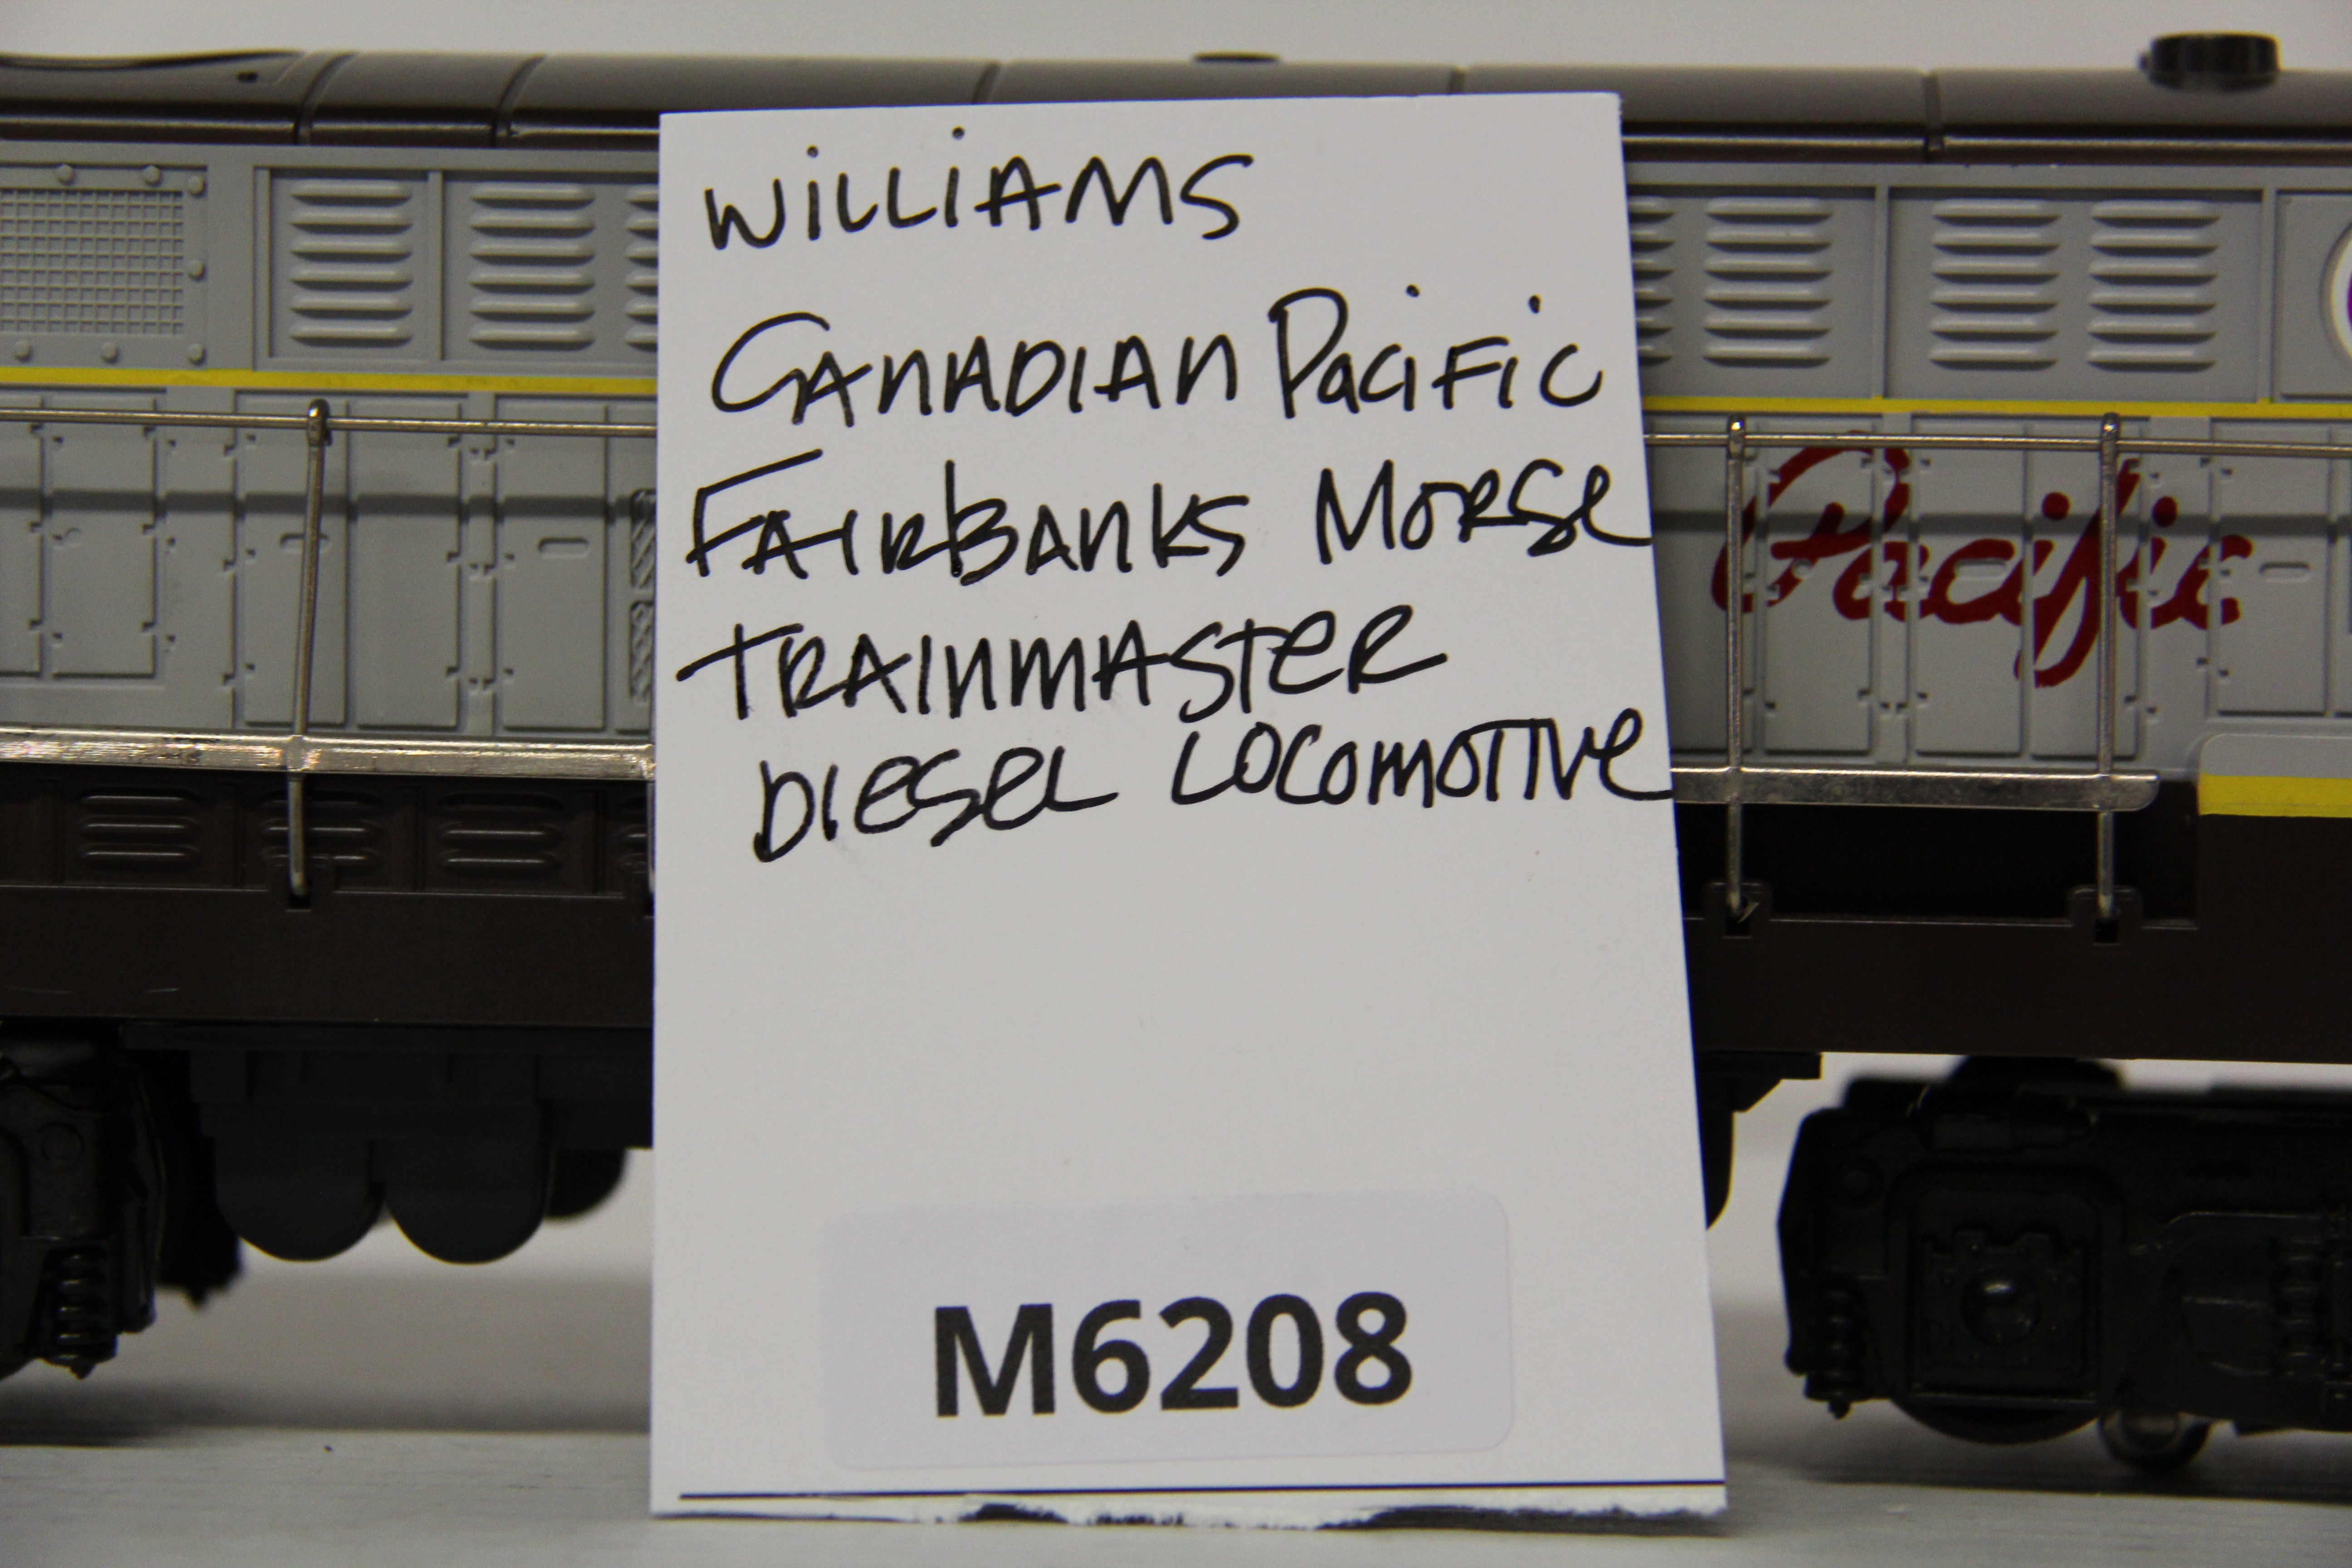 WiLLiAMS
CANADIAN Pacific
FAIRBANKS MORSe
TRAINMASTeR
DIeSeL LOCOMOTIVe
Pacific
M6208